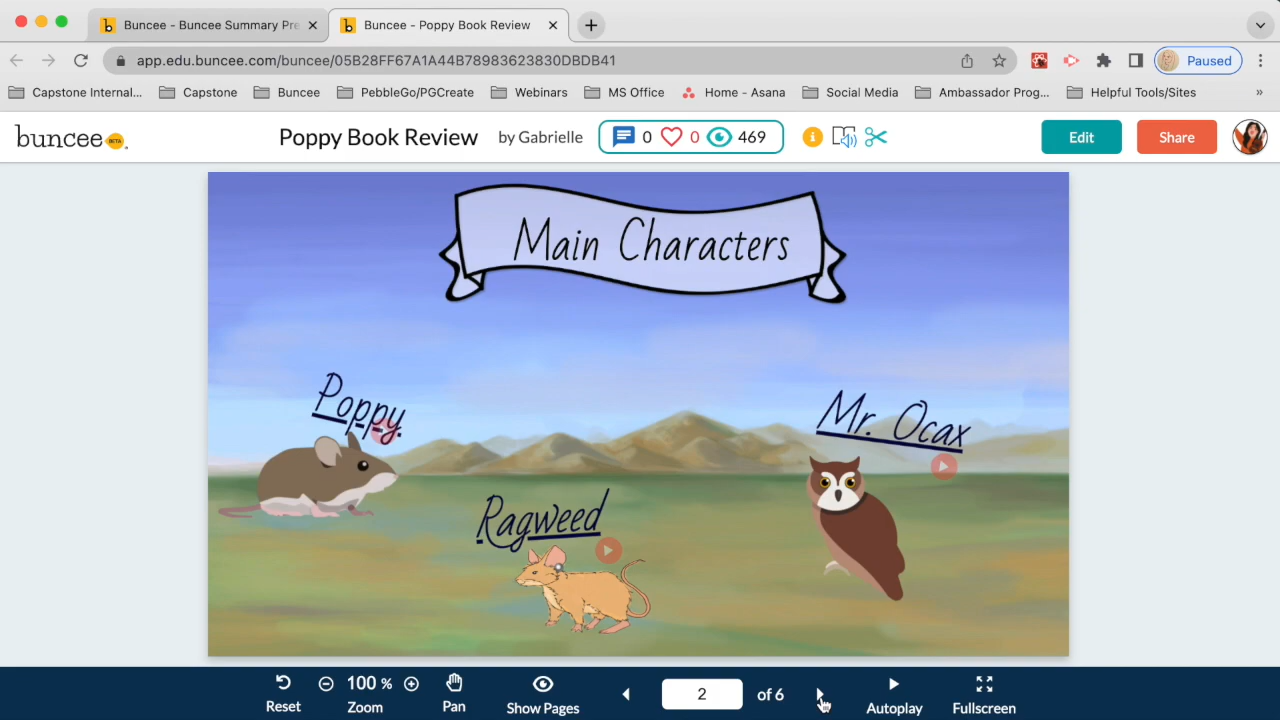 Buncee - Buncee Summary Pre
Buncee - Poppy Book Review
app.edu.buncee.com/buncee/05B28FF67A1A44B78983623830DBDB41
Paused
Capstone Internal...
Capstone
Buncee
PebbleGo/PGCreate
Webinars
MS Office
Home - Asana
Social Media
Ambassador Prog...
Helpful Tools/Sites
»
buncee BETA
Poppy Book Review
by Gabrielle
0
0
469
Edit
Share
Main Characters
Poppy
Mr. Ocax
Ragweed
Reset
100 %
Zoom
Pan
Show Pages
2
of 6
Autoplay
Fullscreen